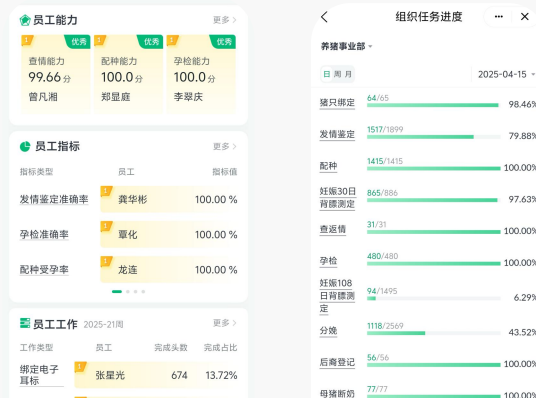 员工能力
更多 >
1
优秀
1
优秀
1
优秀
查情能力
配种能力
孕检能力
99.66 分
100.0 分
100.0 分
曾凡湘
郑显庭
李翠庆
员工指标
更多 >
指标类型
员工
指标值
发情鉴定准确率
1
龚华彬
100.00 %
孕检准确率
1
覃化
100.00 %
配种受孕率
1
龙连
100.00 %
员工工作 2025-21周
更多 >
工作类型
员工
完成头数
完成占比
绑定电子
耳标
1
张星光
674
13.72%
组织任务进度
养猪事业部
日 周 月
2025-04-15
猪只绑定
64/65
98.46%
发情鉴定
1517/1899
79.88%
配种
1415/1415
100.00%
妊娠30日
背膘测定
865/886
97.63%
查返情
31/31
100.00%
孕检
480/480
100.00%
妊娠108
日背膘测
定
94/1495
6.29%
分娩
1118/2569
43.52%
后裔登记
56/56
100.00%
母猪断奶
77/77
100.00%